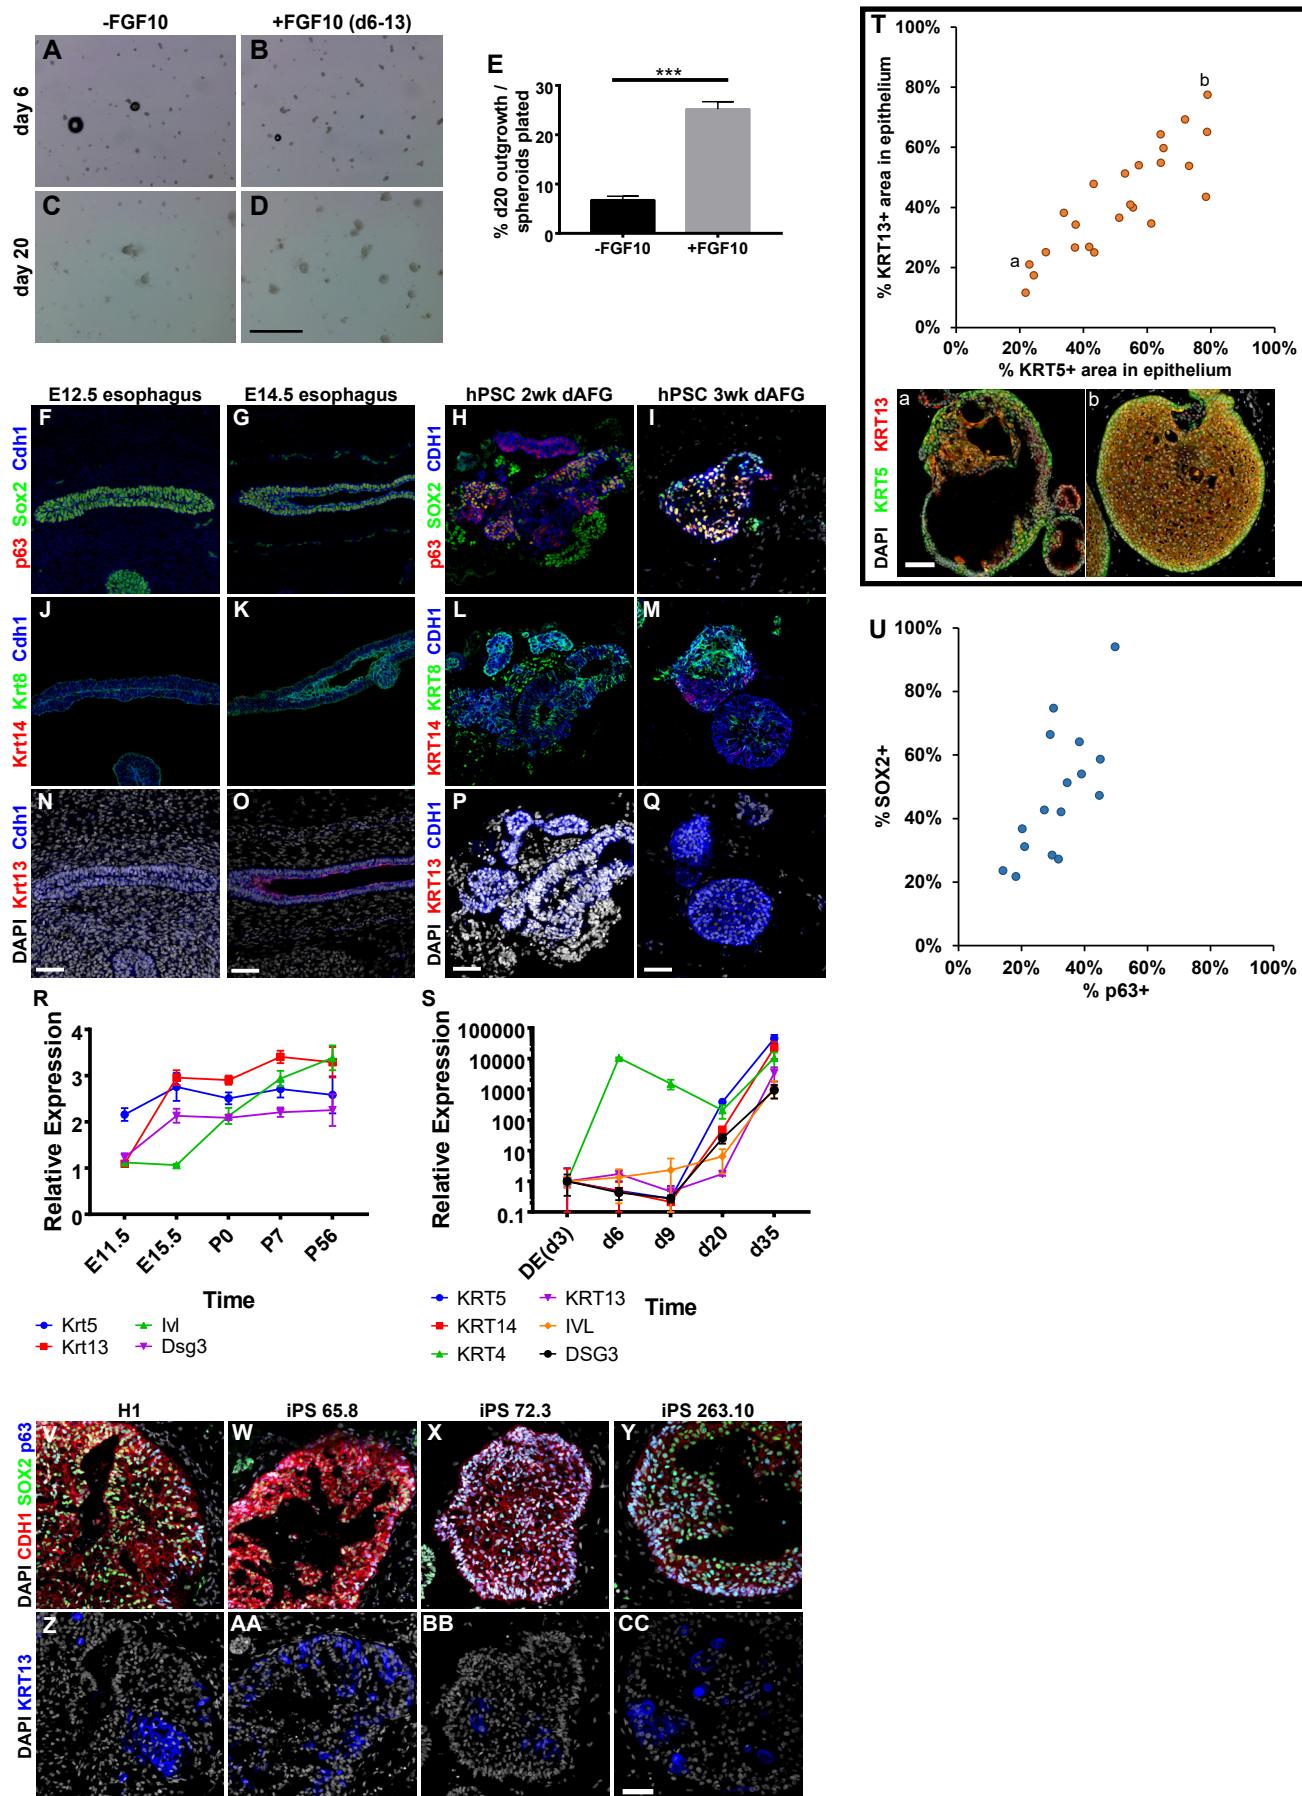 -FGF10
+FGF10 (d6-13)
day 6
A
B
day 20
C
D
E
***
% d20 outgrowth /
spheroids plated
30
20
10
0
-FGF10
+FGF10
T
% KRT13+ area in epithelium
100%
80%
60%
40%
20%
0%
b
a
0%
20%
40%
60%
80%
100%
% KRT5+ area in epithelium
DAPI KRT5 KRT13
a
b
E12.5 esophagus
E14.5 esophagus
hPSC 2wk dAFG
hPSC 3wk dAFG
p63 Sox2 Cdh1
F
G
p63 SOX2 CDH1
H
I
Krt14 Krt8 Cdh1
J
K
KRT14 KRT8 CDH1
L
M
DAPI Krt13 Cdh1
N
O
DAPI KRT13 CDH1
P
Q
U
% SOX2+
100%
80%
60%
40%
20%
0%
0%
20%
40%
60%
80%
100%
% p63+
R
Relative Expression
4
3
2
1
0
E11.5
E15.5
P0
P7
P56
Time
Krt5
Ivl
Krt13
Dsg3
S
Relative Expression
100000
10000
1000
100
10
1
0.1
DE(d3)
d6
d9
d20
d35
Time
KRT5
KRT13
KRT14
IVL
KRT4
DSG3
H1
iPS 65.8
iPS 72.3
iPS 263.10
DAPI CDH1 SOX2 p63
V
W
X
Y
DAPI KRT13
Z
AA
BB
CC